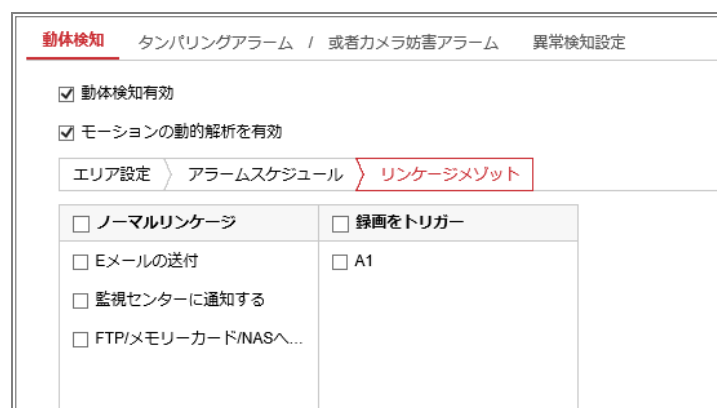 動体検知 タンパリングアラーム / 或者カメラ妨害アラーム 異常検知設定
動体検知有効
モーションの動的解析を有効
エリア設定 アラームスケジュール リンケージメゾット
ノーマルリンケージ 録画をトリガー
Eメールの送付 A1
監視センターに通知する
FTP/メモリーカード/NASへ...